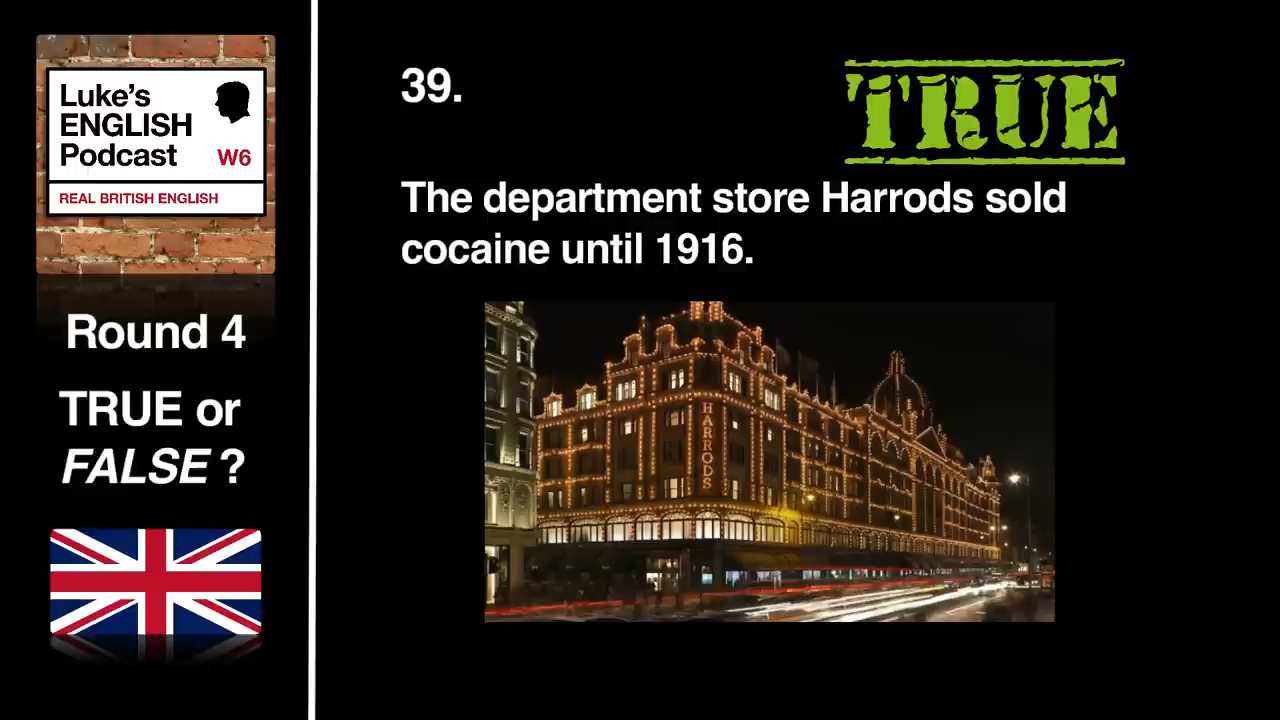 Luke's
ENGLISH
Podcast
W6
REAL BRITISH ENGLISH
Round 4
TRUE or
FALSE ?
39.
TRUE
The department store Harrods sold
cocaine until 1916.
HARRODS